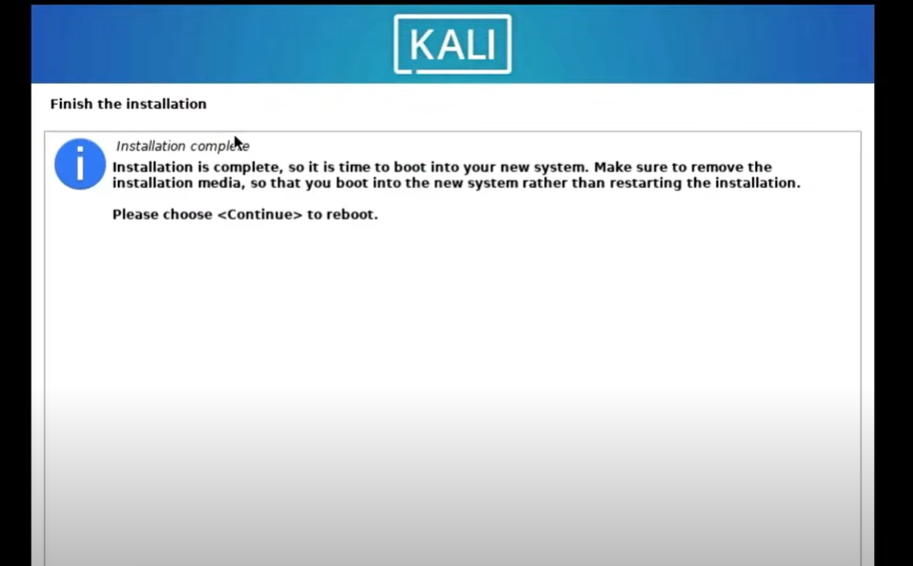 KALI
Finish the installation
Installation complete
Installation is complete, so it is time to boot into your new system. Make sure to remove the
installation media, so that you boot into the new system rather than restarting the installation.
Please choose <Continue> to reboot.